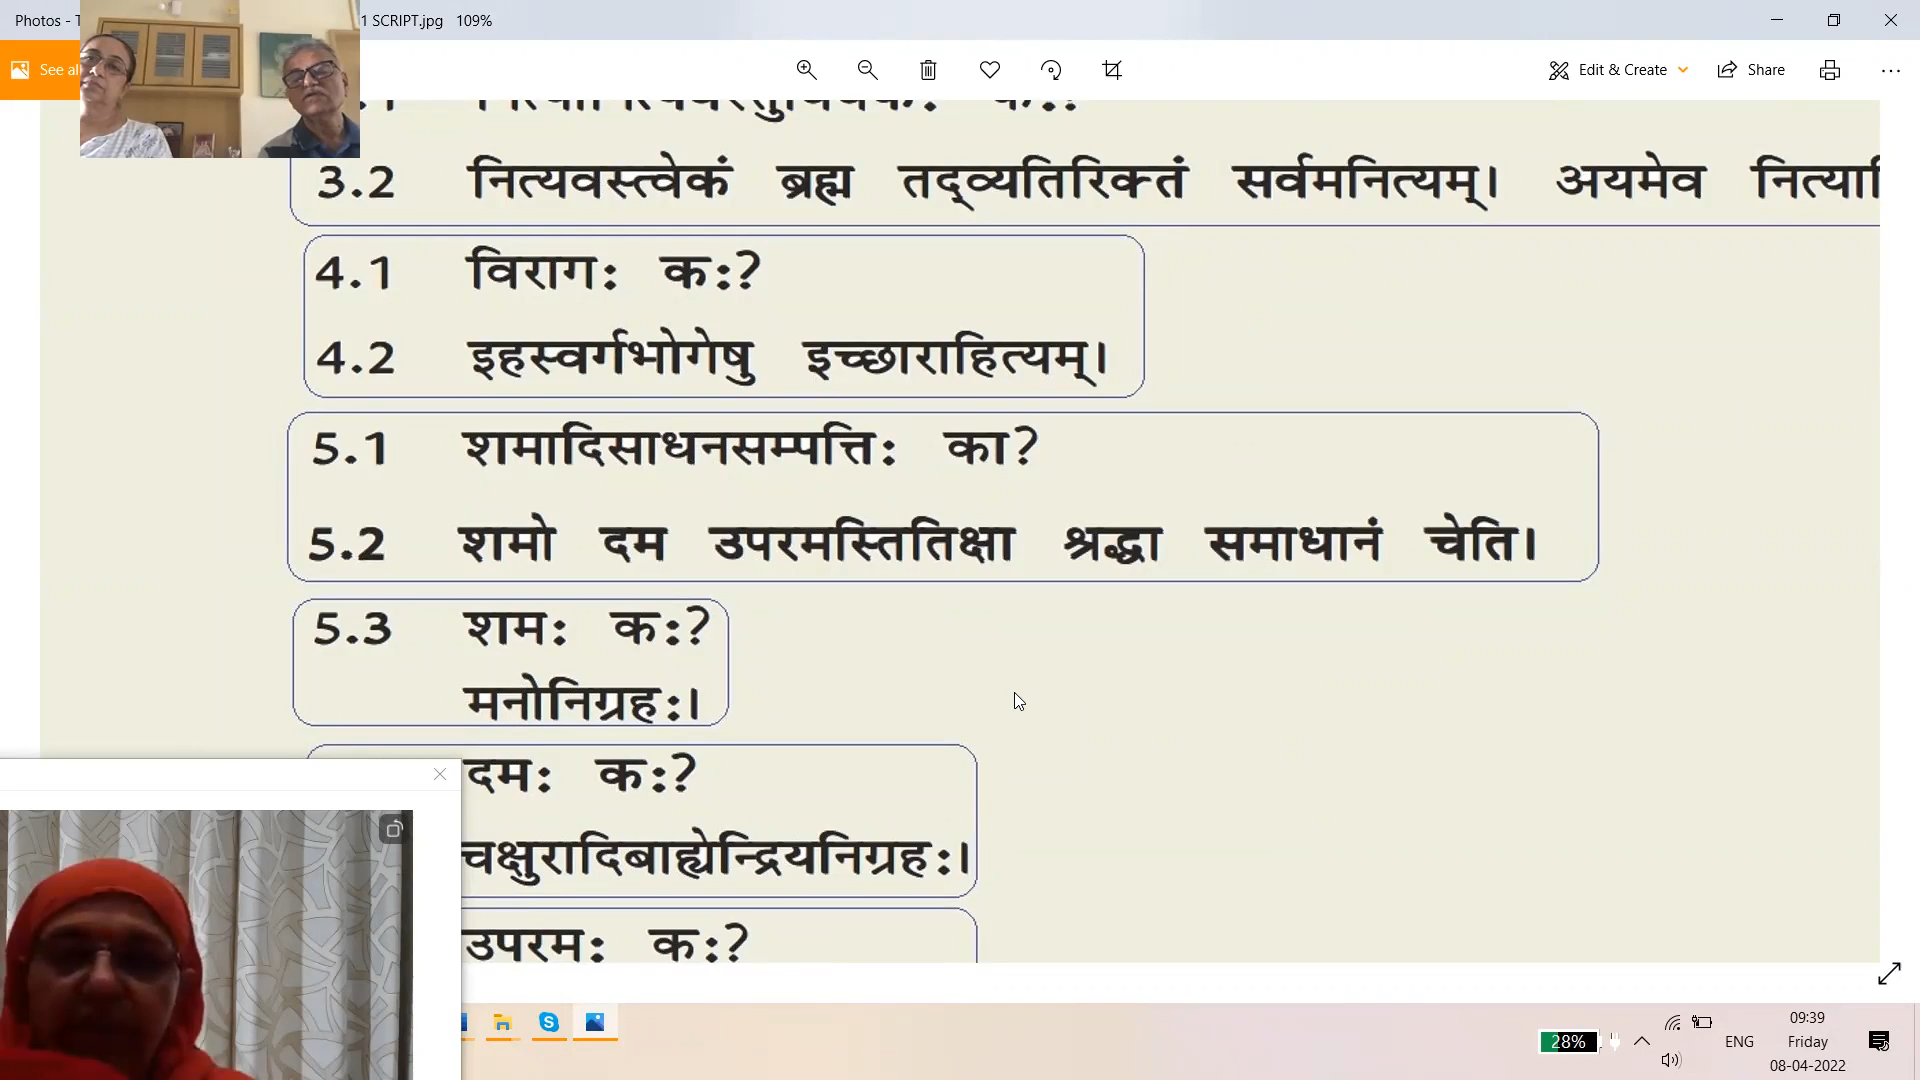 Photos - T
1 SCRIPT.jpg 109%
See all
Edit & Create
Share
3.2 नित्यवस्त्वेकं ब्रह्म तद्व्यतिरिक्तं सर्वमनित्यम्। अयमेव
4.1 विरागः कः?
4.2 इहस्वर्गभोगेषु इच्छाराहित्यम्।
5.1 शमादिसाधनसम्पत्तिः का?
5.2 शमो दम उपरमस्तितिक्षा श्रद्धा समाधानं चेति।
5.3 शमः कः?
मनोनिग्रहः।
दमः कः?
चक्षुरादिबाह्येन्द्रियनिग्रहः।
उपरमः कः?
28%
ENG
09:39
Friday
08-04-2022